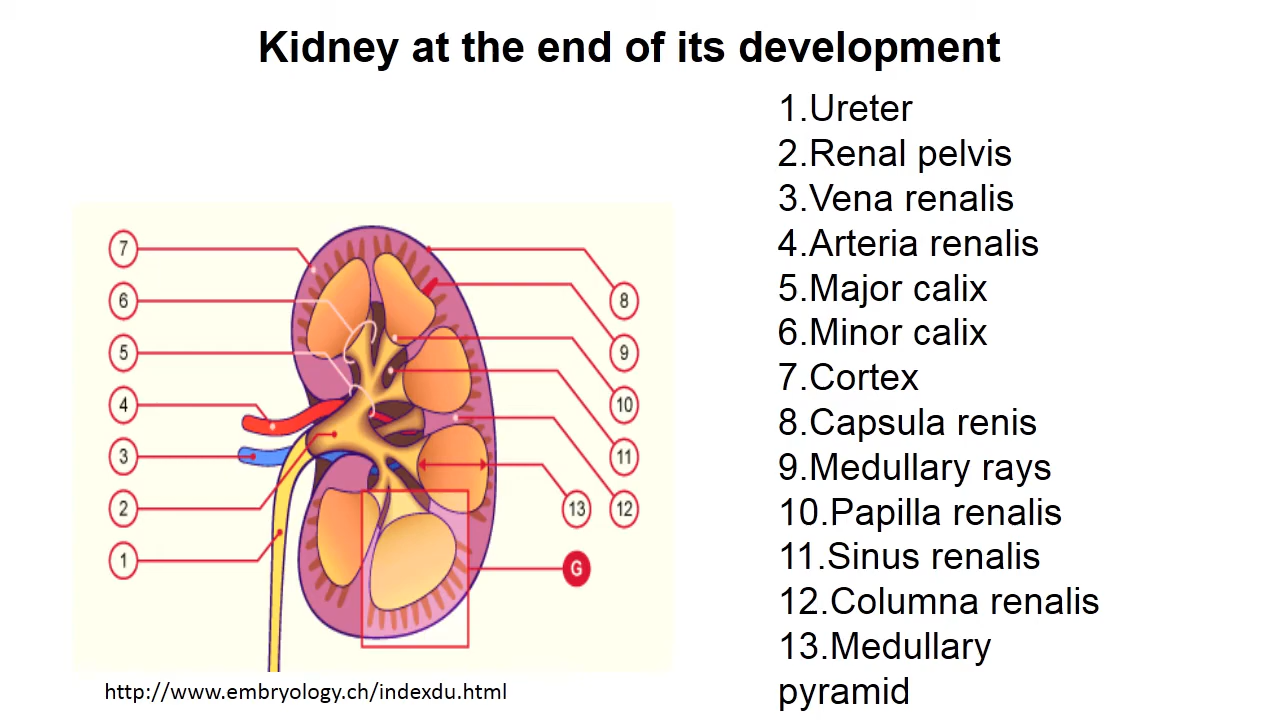 Kidney at the end of its development
1.Ureter
2.Renal pelvis
3.Vena renalis
4.Arteria renalis
5.Major calix
6.Minor calix
7.Cortex
8.Capsula renis
9.Medullary rays
10.Papilla renalis
11.Sinus renalis
12.Columna renalis
13.Medullary
pyramid
7
6
5
4
3
2
1
8
9
10
11
13
12
G
http://www.embryology.ch/indexdu.html